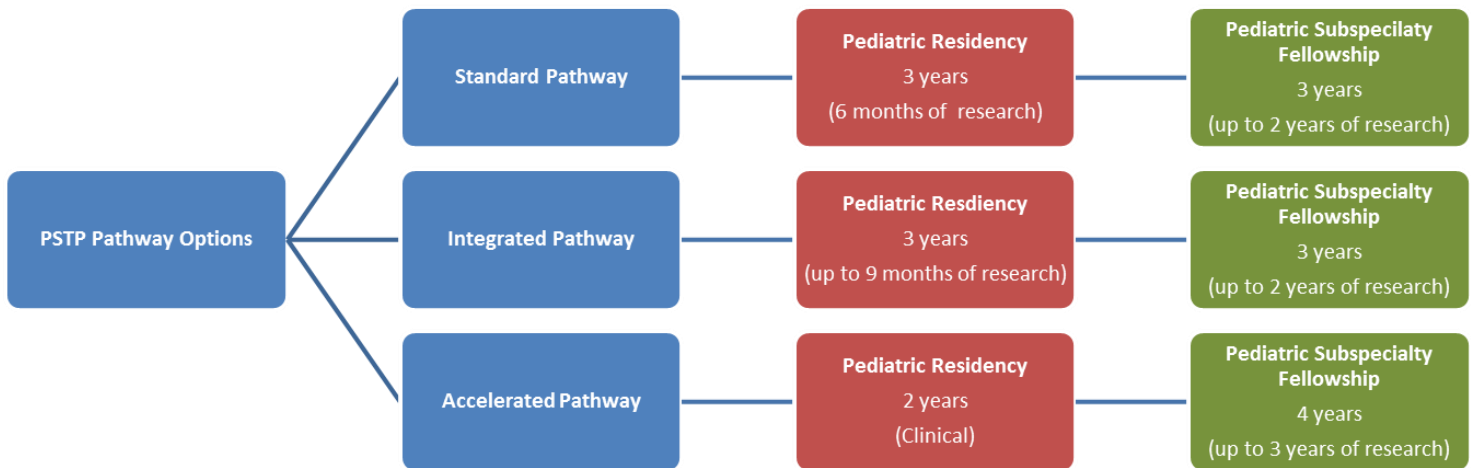 PSTP Pathway Options
Standard Pathway
Pediatric Residency
3 years
(6 months of  research)
Pediatric Subspecilaty
Fellowship
3 years
(up to 2 years of research)
Integrated Pathway
Pediatric Resdiency
3 years
(up to 9 months of research)
Pediatric Subspecialty
Fellowship
3 years
(up to 2 years of research)
Accelerated Pathway
Pediatric Residency
2 years
(Clinical)
Pediatric Subspecialty
Fellowship
4 years
(up to 3 years of research)